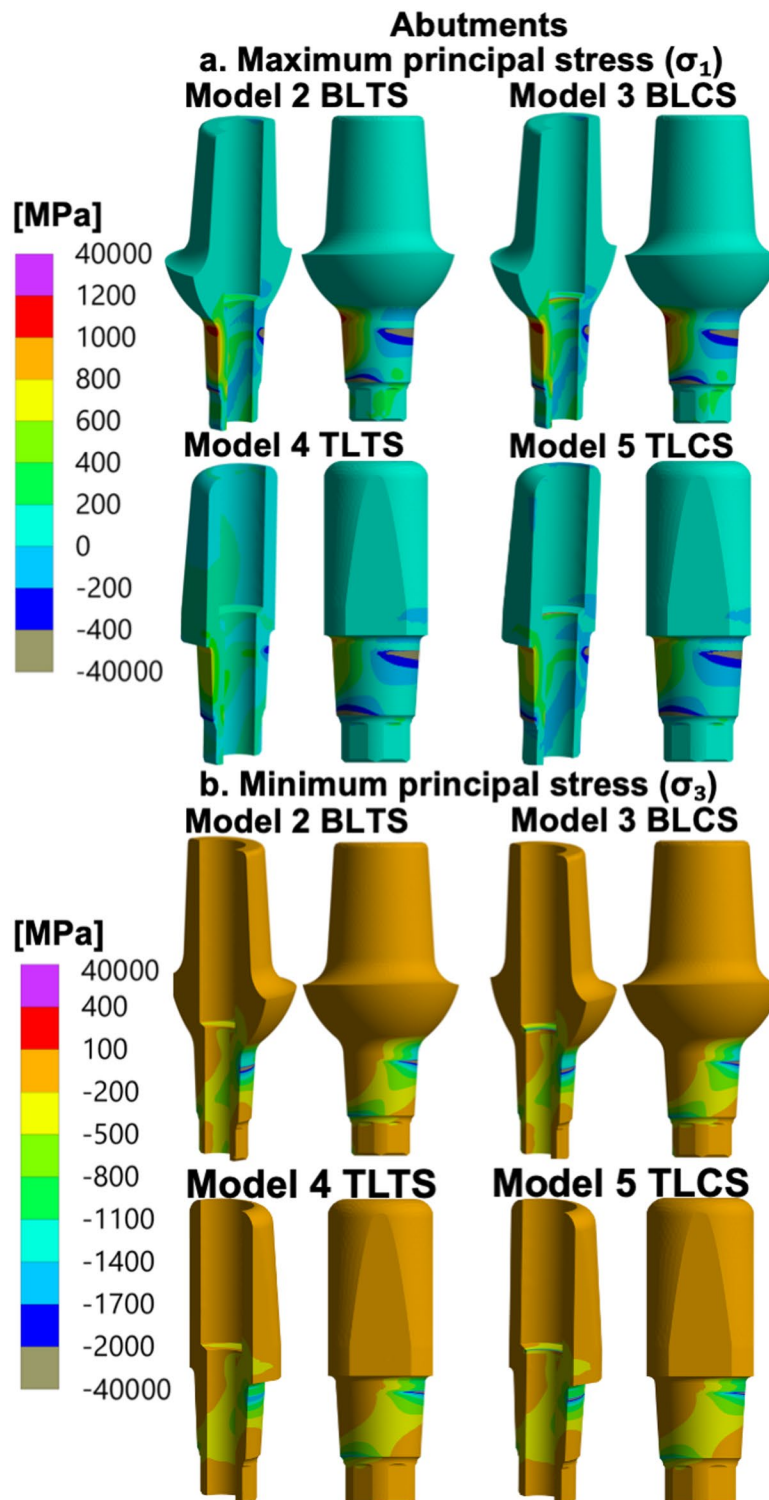 Abutments
a. Maximum principal stress (σ₁)
Model 2 BLTS Model 3 BLCS
[MPa]
40000
1200
1000
800
600
400
200
0
-200
-400
-40000
Model 4 TLTS Model 5 TLCS
b. Minimum principal stress (σ₃)
Model 2 BLTS Model 3 BLCS
[MPa]
40000
400
100
-200
-500
-800
-1100
-1400
-1700
-2000
-40000
Model 4 TLTS Model 5 TLCS